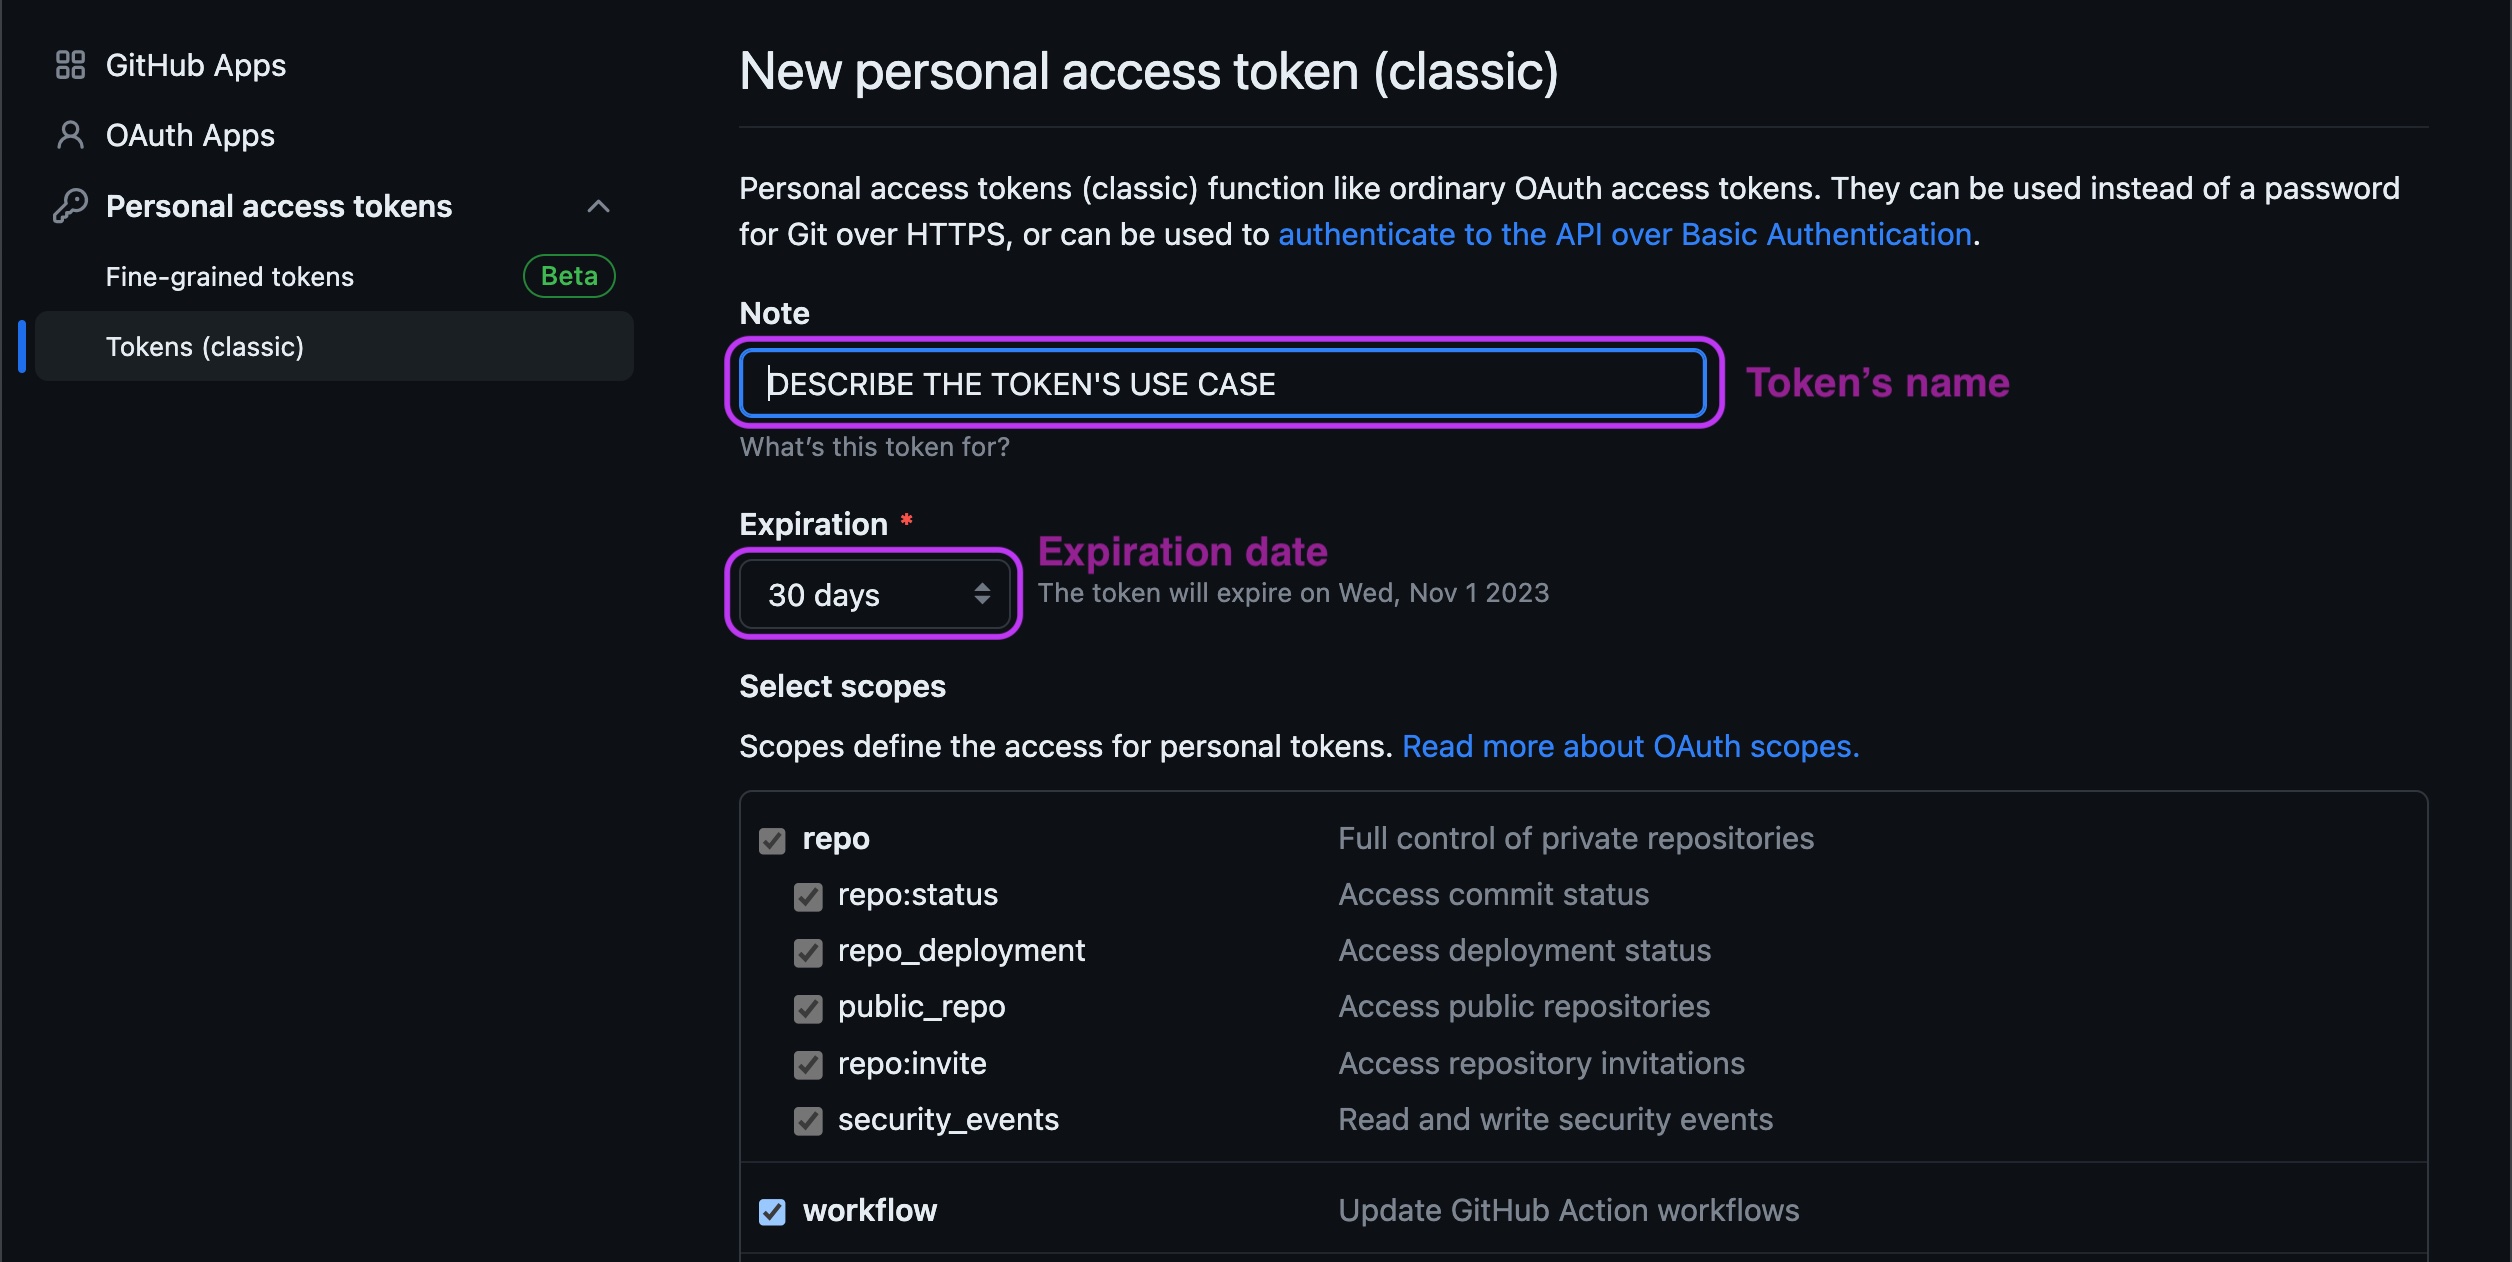 GitHub Apps
OAuth Apps
Personal access tokens
Fine-grained tokens Beta
Tokens (classic)
New personal access token (classic)
Personal access tokens (classic) function like ordinary OAuth access tokens. They can be used instead of a password
for Git over HTTPS, or can be used to authenticate to the API over Basic Authentication.
Note
DESCRIBE THE TOKEN'S USE CASE Token’s name
What’s this token for?
Expiration *
Expiration date
30 days The token will expire on Wed, Nov 1 2023
Select scopes
Scopes define the access for personal tokens. Read more about OAuth scopes.
repo Full control of private repositories
repo:status Access commit status
repo_deployment Access deployment status
public_repo Access public repositories
repo:invite Access repository invitations
security_events Read and write security events
workflow Update GitHub Action workflows